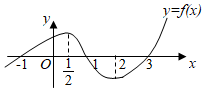 y=f(x)
y
-1 O 1/2 1 2 3 x